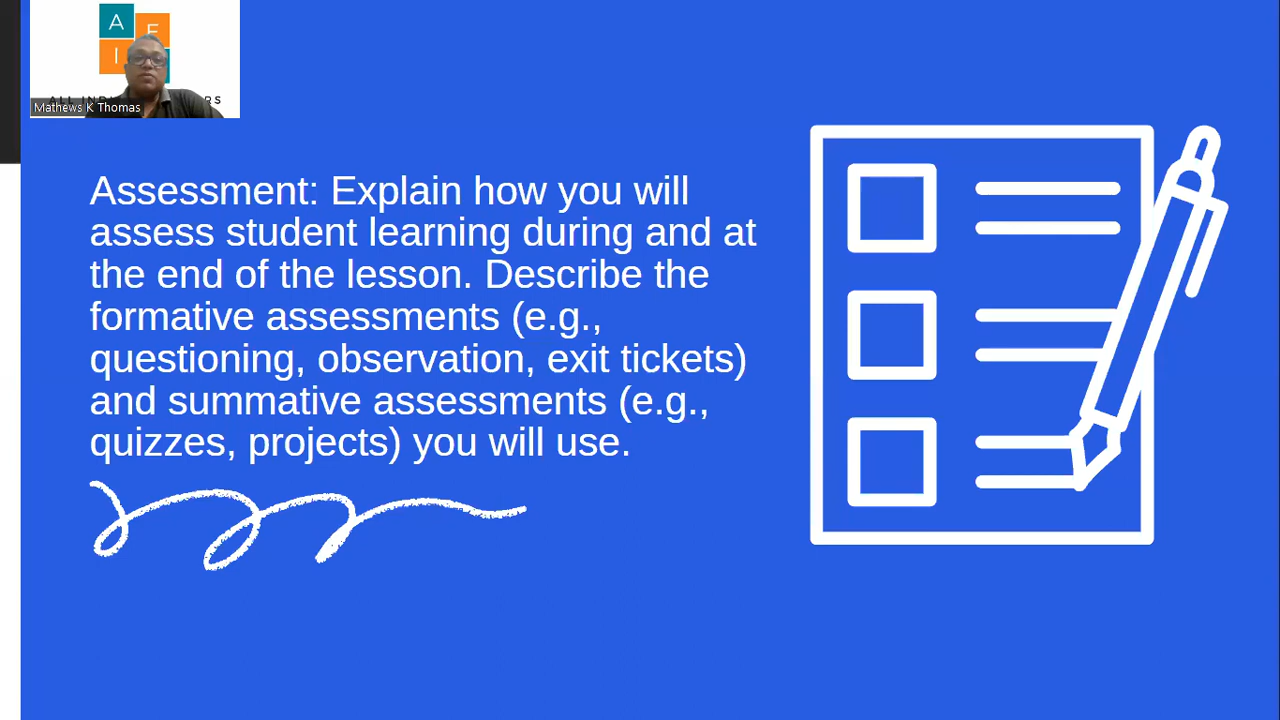 A
F
I
Mathews K Thomas
Assessment: Explain how you will
assess student learning during and at
the end of the lesson. Describe the
formative assessments (e.g.,
questioning, observation, exit tickets)
and summative assessments (e.g.,
quizzes, projects) you will use.